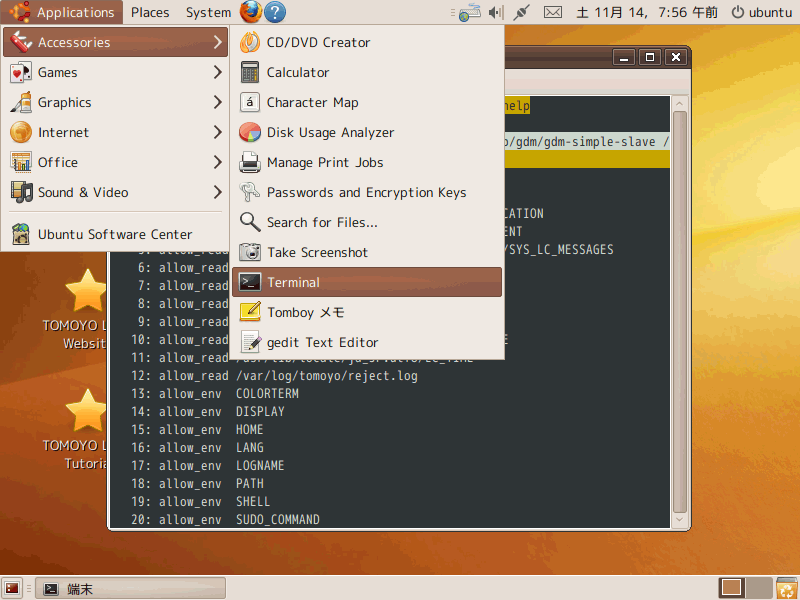 Applications Places System 土 11月 14, 7:56 午前 ubuntu
Accessories
Games
Graphics
Internet
Office
Sound & Video
Ubuntu Software Center
CD/DVD Creator
Calculator
Character Map
Disk Usage Analyzer
Manage Print Jobs
Passwords and Encryption Keys
Search for Files...
Take Screenshot
Terminal
Tomboy メモ
gedit Text Editor
help
/gdm/gdm-simple-slave /
SYS_LC_MESSAGES
6: allow_read
7: allow_read
8: allow_read
9: allow_read
10: allow_read
11: allow_read
12: allow_read /var/log/tomoyo/reject.log
13: allow_env COLORTERM
14: allow_env DISPLAY
15: allow_env HOME
16: allow_env LANG
17: allow_env LOGNAME
18: allow_env PATH
19: allow_env SHELL
20: allow_env SUDO_COMMAND
TOMOYO L
Websit
TOMOYO L
Tutoria
端末